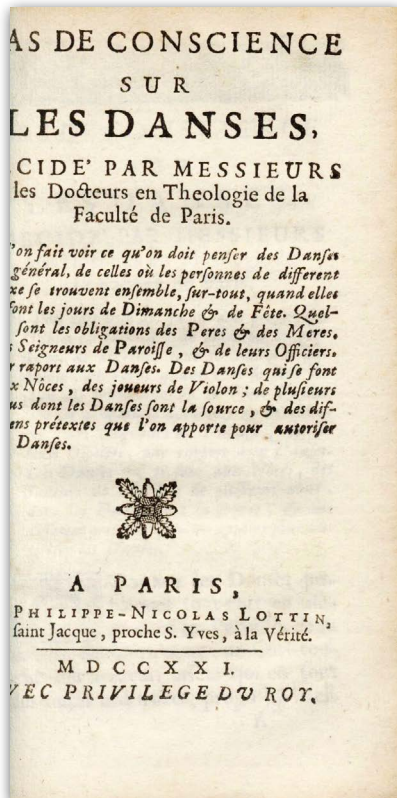 AS DE CONSCIENCE
SUR
LES DANSES,
CIDE' PAR MESSIEURS
les Docteurs en Theologie de la
Faculté de Paris.
'on fait voir ce qu'on doit penser des Danses
général, de celles où les personnes de different
xe se trouvent ensemble, sur-tout, quand elles
font les jours de Dimanche & de Fête. Quel-
sont les obligations des Peres & des Meres.
s Seigneurs de Paroisse, & de leurs Officiers.
r raport aux Danses. Des Danses qui se font
x Nôces, des joueurs de Violon; de plusieurs
us dont les Danses sont la source, & des dif-
ens prétextes que l'on apporte pour autoriser
Danses.
A PARIS,
PHILIPPE-NICOLAS LOTTIN,
saint Jacque, proche S. Yves, à la Vérité.
MDCCXXI.
VEC PRIVILEGE DU ROY.